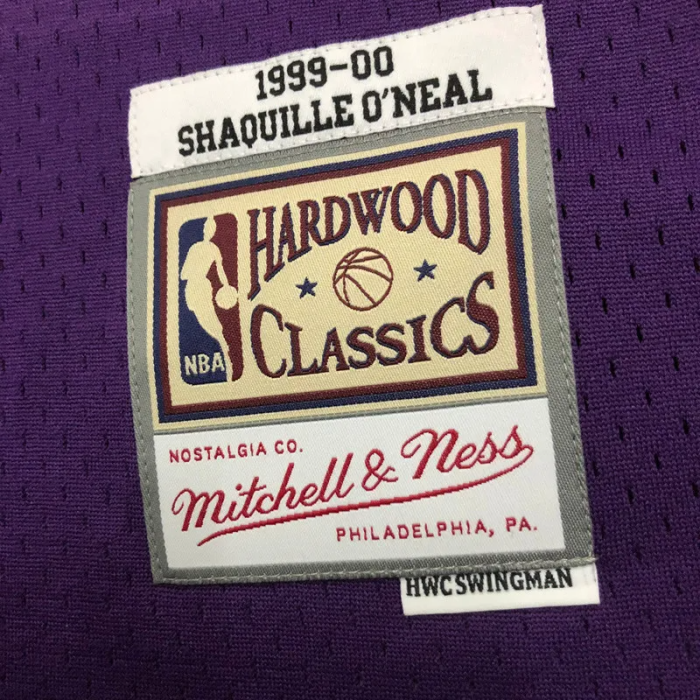 1999-00
SHAQUILLE O'NEAL
HARDWOOD
CLASSICS
NBA
NOSTALGIA CO.
Mitchell & Ness
PHILADELPHIA, PA.
HWC SWINGMAN